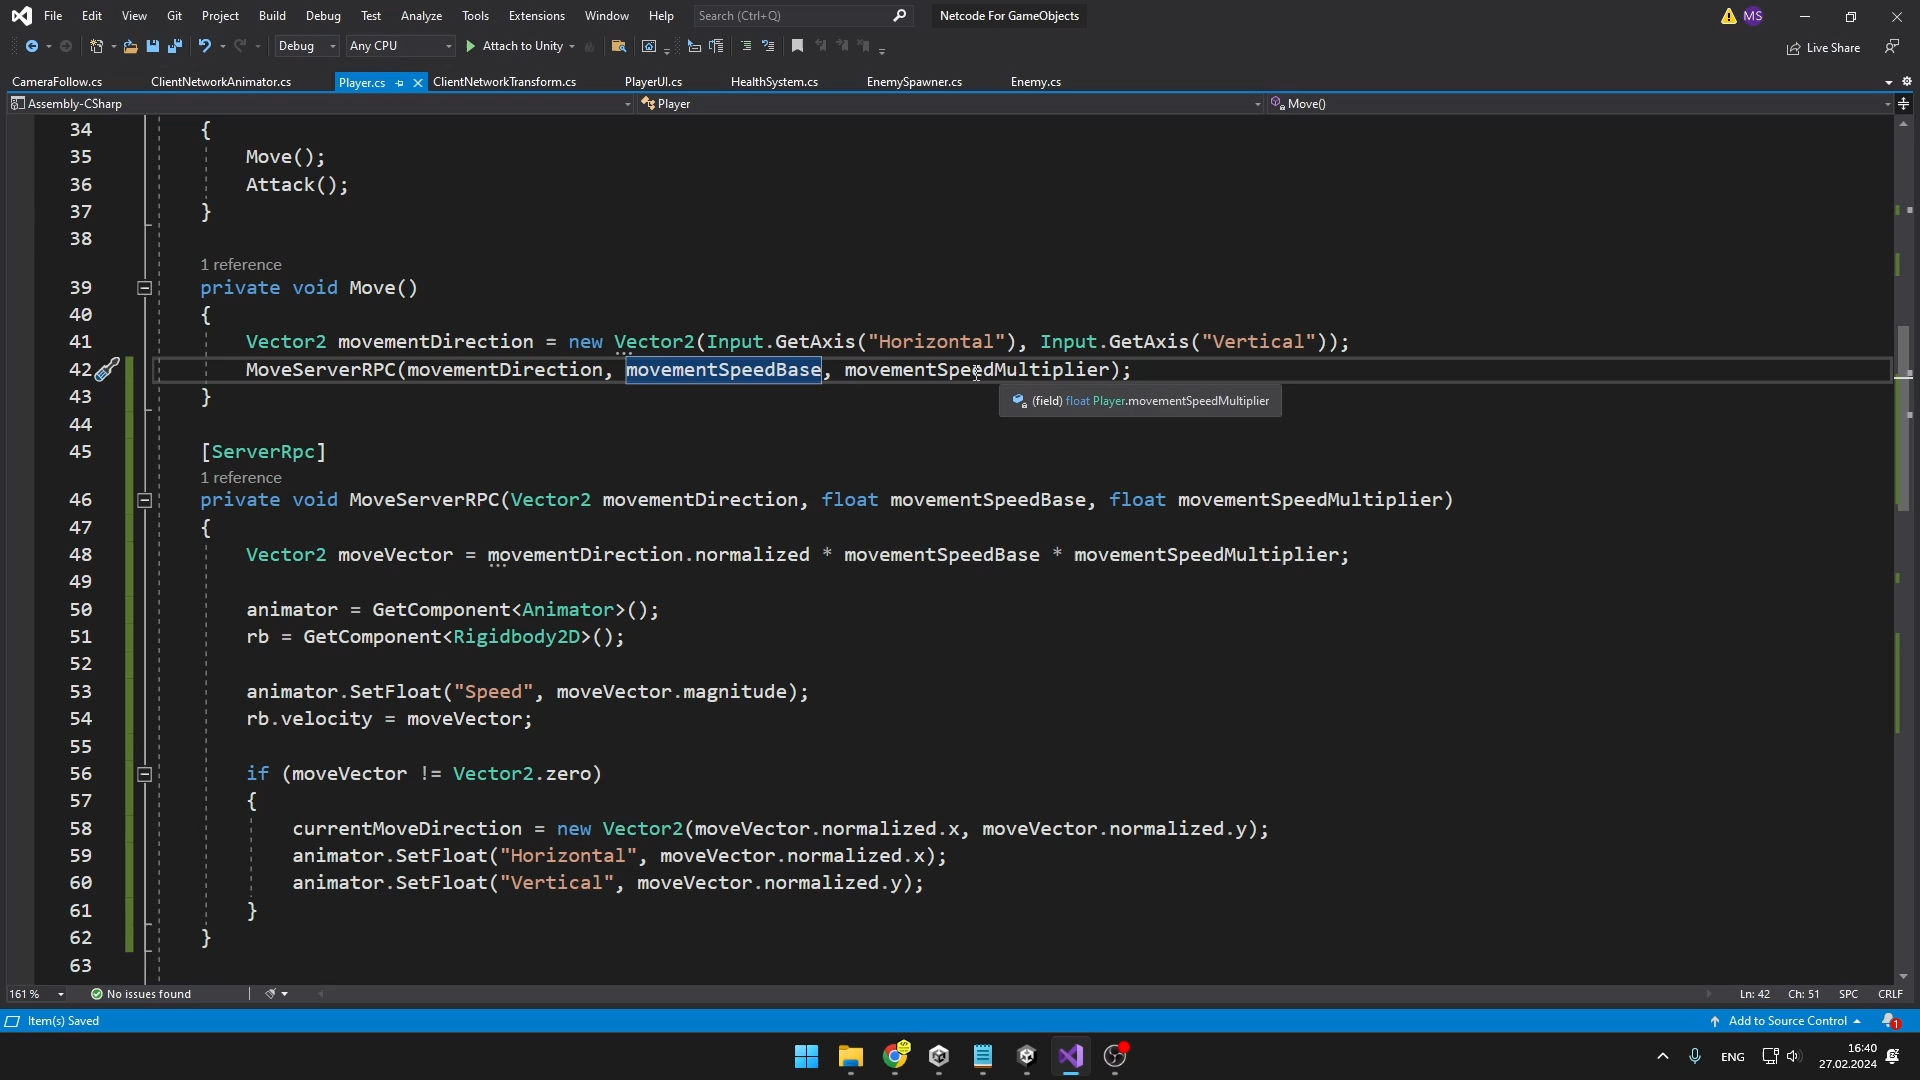 File Edit View Git Project Build Debug Test Analyze Tools Extensions Window Help Search (Ctrl+Q) Netcode For GameObjects MS
Debug Any CPU Attach to Unity Live Share
CameraFollow.cs ClientNetworkAnimator.cs Player.cs ClientNetworkTransform.cs PlayerUI.cs HealthSystem.cs EnemySpawner.cs Enemy.cs
Assembly-CSharp Player Move()
34 {
35 Move();
36 Attack();
37 }
38
1 reference
39 private void Move()
40 {
41 Vector2 movementDirection = new Vector2(Input.GetAxis("Horizontal"), Input.GetAxis("Vertical"));
42 MoveServerRPC(movementDirection, movementSpeedBase, movementSpeedMultiplier);
(field) float Player.movementSpeedMultiplier
43 }
44
45 [ServerRpc]
1 reference
46 private void MoveServerRPC(Vector2 movementDirection, float movementSpeedBase, float movementSpeedMultiplier)
47 {
48 Vector2 moveVector = movementDirection.normalized * movementSpeedBase * movementSpeedMultiplier;
49
50 animator = GetComponent<Animator>();
51 rb = GetComponent<Rigidbody2D>();
52
53 animator.SetFloat("Speed", moveVector.magnitude);
54 rb.velocity = moveVector;
55
56 if (moveVector != Vector2.zero)
57 {
58 currentMoveDirection = new Vector2(moveVector.normalized.x, moveVector.normalized.y);
59 animator.SetFloat("Horizontal", moveVector.normalized.x);
60 animator.SetFloat("Vertical", moveVector.normalized.y);
61 }
62 }
63
161 % No issues found Ln: 42 Ch: 51 SPC CRLF
Item(s) Saved Add to Source Control 1
ENG 16:40
27.02.2024